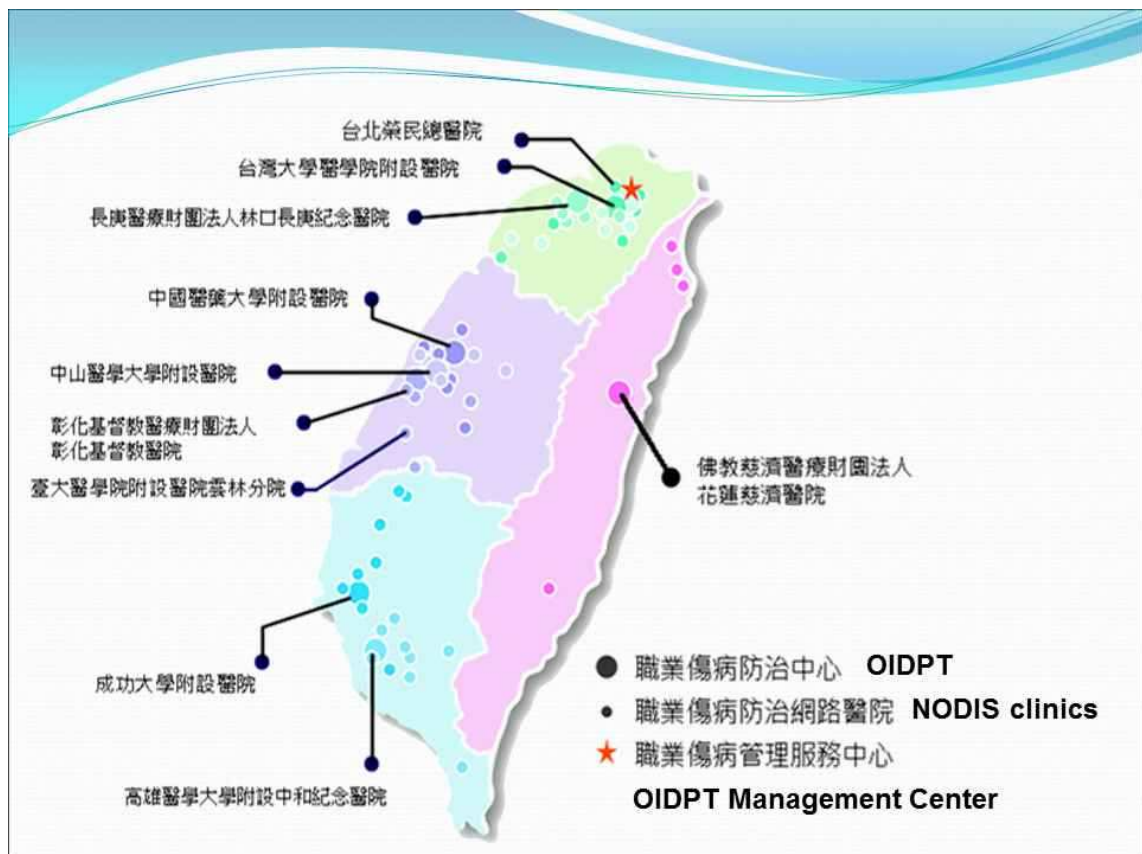 台北榮民總醫院
台灣大學醫學院附設醫院
長庚醫療財團法人林口長庚紀念醫院
中國醫藥大學附設醫院
中山醫學大學附設醫院
彰化基督教醫療財團法人
彰化基督教醫院
臺大醫學院附設醫院雲林分院
佛教慈濟醫療財團法人
花蓮慈濟醫院
成功大學附設醫院
高雄醫學大學附設中和紀念醫院
職業傷病防治中心 OIDPT
職業傷病防治網路醫院 NODIS clinics
職業傷病管理服務中心
OIDPT Management Center